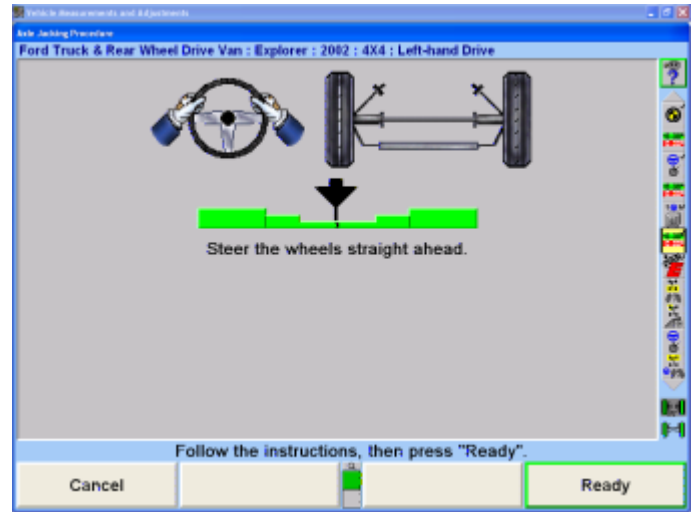 Vehicle Measurements and Adjustments
Axle Jacking Procedure
Ford Truck & Rear Wheel Drive Van : Explorer : 2002 : 4X4 : Left-hand Drive
Steer the wheels straight ahead.
Follow the instructions, then press "Ready".
Cancel
Ready